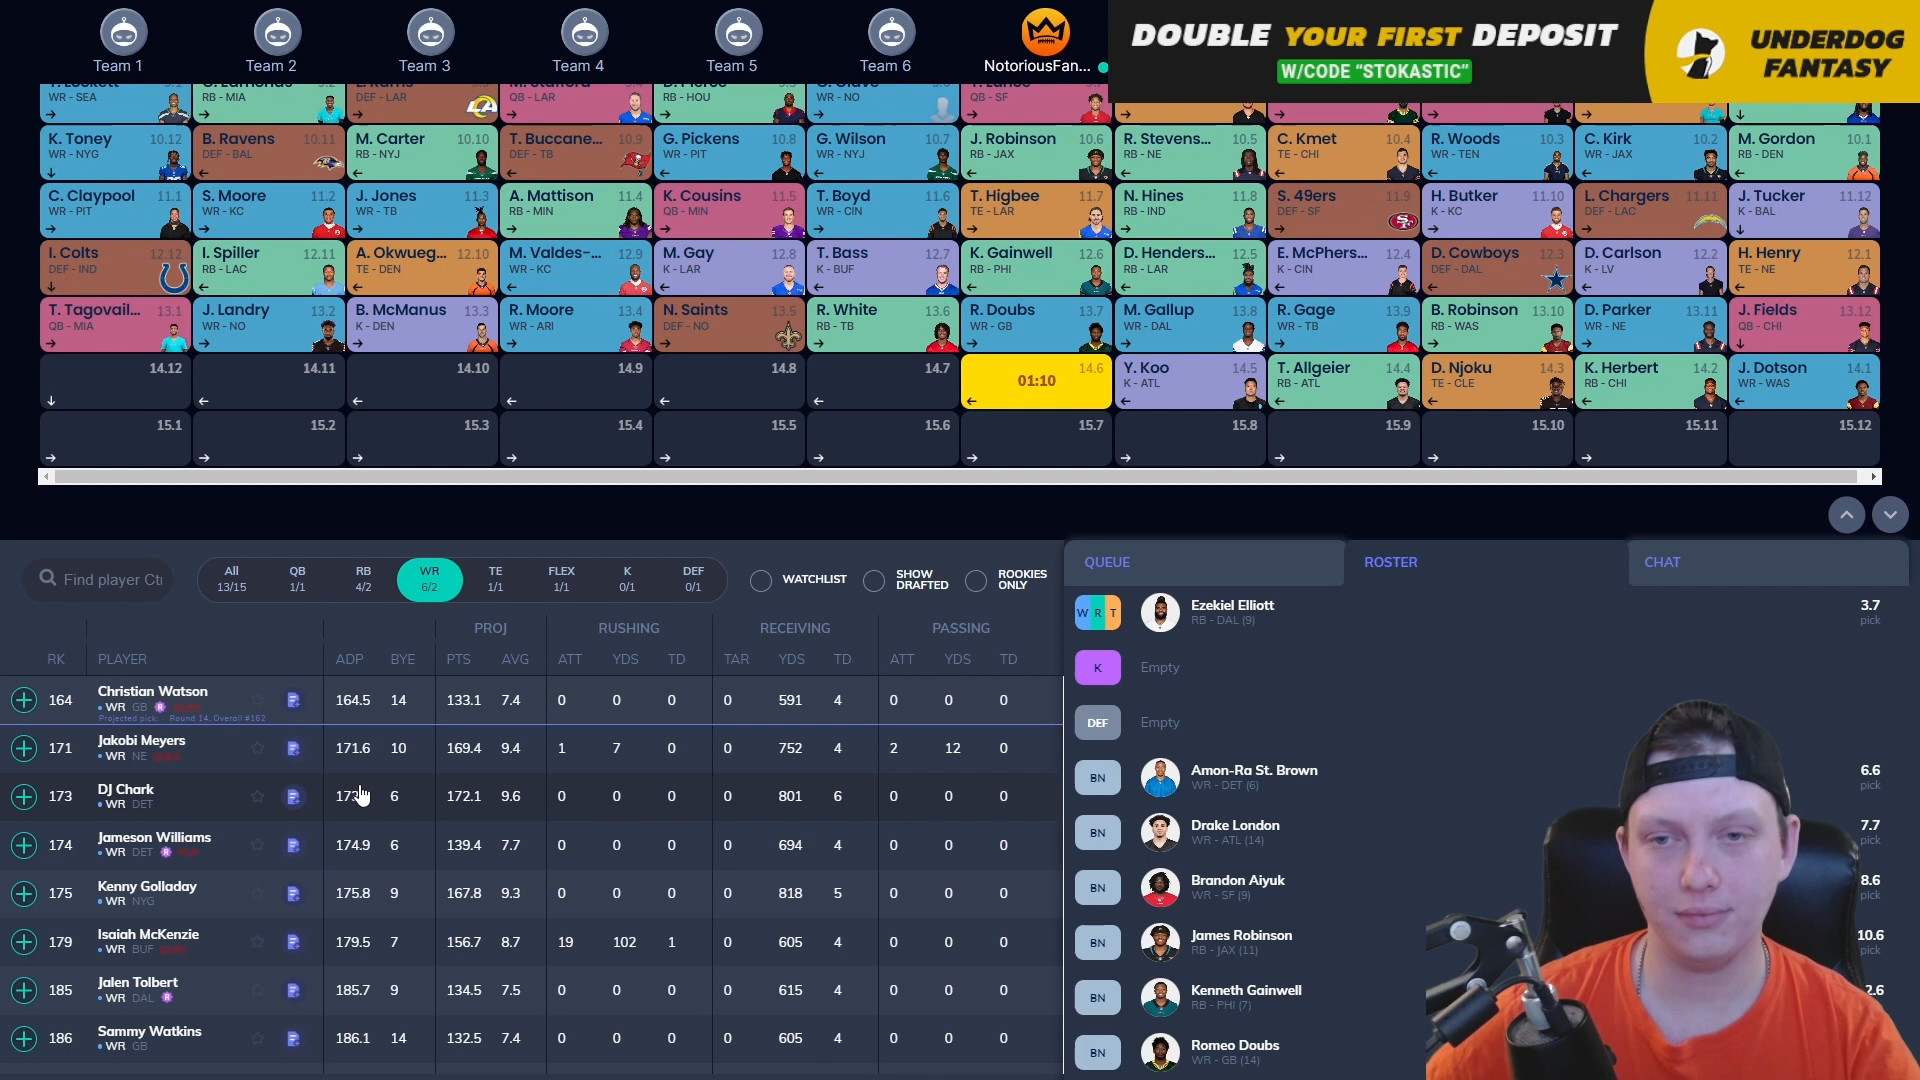 Team 1
Team 2
Team 3
Team 4
Team 5
Team 6
NotoriousFan...
DOUBLE YOUR FIRST DEPOSIT
W/CODE "STOKASTIC"
UNDERDOG
FANTASY
WR - SEA
RB - MIA
DEF - LAR
QB - LAR
RB - HOU
WR - NO
QB - SF
K. Toney 10.12
WR - NYG
B. Ravens 10.11
DEF - BAL
M. Carter 10.10
RB - NYJ
T. Buccane... 10.9
DEF - TB
G. Pickens 10.8
WR - PIT
G. Wilson 10.7
WR - NYJ
J. Robinson 10.6
RB - JAX
R. Stevens... 10.5
RB - NE
C. Kmet 10.4
TE - CHI
R. Woods 10.3
WR - TEN
C. Kirk 10.2
WR - JAX
M. Gordon 10.1
RB - DEN
C. Claypool 11.1
WR - PIT
S. Moore 11.2
WR - KC
J. Jones 11.3
WR - TB
A. Mattison 11.4
RB - MIN
K. Cousins 11.5
QB - MIN
T. Boyd 11.6
WR - CIN
T. Higbee 11.7
TE - LAR
N. Hines 11.8
RB - IND
S. 49ers 11.9
DEF - SF
H. Butker 11.10
K - KC
L. Chargers 11.11
DEF - LAC
J. Tucker 11.12
K - BAL
I. Colts 12.12
DEF - IND
I. Spiller 12.11
RB - LAC
A. Okwueg... 12.10
TE - DEN
M. Valdes-... 12.9
WR - KC
M. Gay 12.8
K - LAR
T. Bass 12.7
K - BUF
K. Gainwell 12.6
RB - PHI
D. Henders... 12.5
RB - LAR
E. McPhers... 12.4
K - CIN
D. Cowboys 12.3
DEF - DAL
D. Carlson 12.2
K - LV
H. Henry 12.1
TE - NE
T. Tagovail... 13.1
QB - MIA
J. Landry 13.2
WR - NO
B. McManus 13.3
K - DEN
R. Moore 13.4
WR - ARI
N. Saints 13.5
DEF - NO
R. White 13.6
RB - TB
R. Doubs 13.7
WR - GB
M. Gallup 13.8
WR - DAL
R. Gage 13.9
WR - TB
B. Robinson 13.10
RB - WAS
D. Parker 13.11
WR - NE
J. Fields 13.12
QB - CHI
14.12
14.11
14.10
14.9
14.8
14.7
01:10 14.6
Y. Koo 14.5
K - ATL
T. Allgeier 14.4
RB - ATL
D. Njoku 14.3
TE - CLE
K. Herbert 14.2
RB - CHI
J. Dotson 14.1
WR - WAS
15.1
15.2
15.3
15.4
15.5
15.6
15.7
15.8
15.9
15.10
15.11
15.12
Find player Ct
All
13/15
QB
1/1
RB
4/2
WR
6/2
TE
1/1
FLEX
1/1
K
0/1
DEF
0/1
WATCHLIST
SHOW
DRAFTED
ROOKIES
ONLY
PROJ RUSHING RECEIVING PASSING
RK PLAYER ADP BYE PTS AVG ATT YDS TD TAR YDS TD ATT YDS TD
164 Christian Watson 164.5 14 133.1 7.4 0 0 0 0 591 4 0 0 0
WR GB
Projected pick: Round 14, Overall #162
171 Jakobi Meyers 171.6 10 169.4 9.4 1 7 0 0 752 4 2 12 0
WR NE
173 DJ Chark 6 172.1 9.6 0 0 0 0 801 6 0 0 0
WR DET
174 Jameson Williams 174.9 6 139.4 7.7 0 0 0 0 694 4 0 0 0
WR DET
175 Kenny Golladay 175.8 9 167.8 9.3 0 0 0 0 818 5 0 0 0
WR NYG
179 Isaiah McKenzie 179.5 7 156.7 8.7 19 102 1 0 605 4 0 0 0
WR BUF
185 Jalen Tolbert 185.7 9 134.5 7.5 0 0 0 0 615 4 0 0 0
WR DAL
186 Sammy Watkins 186.1 14 132.5 7.4 0 0 0 0 605 4 0 0 0
WR GB
QUEUE
ROSTER
CHAT
W R T
Ezekiel Elliott 3.7
RB - DAL (9) pick
K Empty
DEF Empty
BN Amon-Ra St. Brown 6.6
WR - DET (6) pick
BN Drake London 7.7
WR - ATL (14) pick
BN Brandon Aiyuk 8.6
WR - SF (9) pick
BN James Robinson 10.6
RB - JAX (11) pick
BN Kenneth Gainwell 2.6
RB - PHI (7)
BN Romeo Doubs
WR - GB (14)